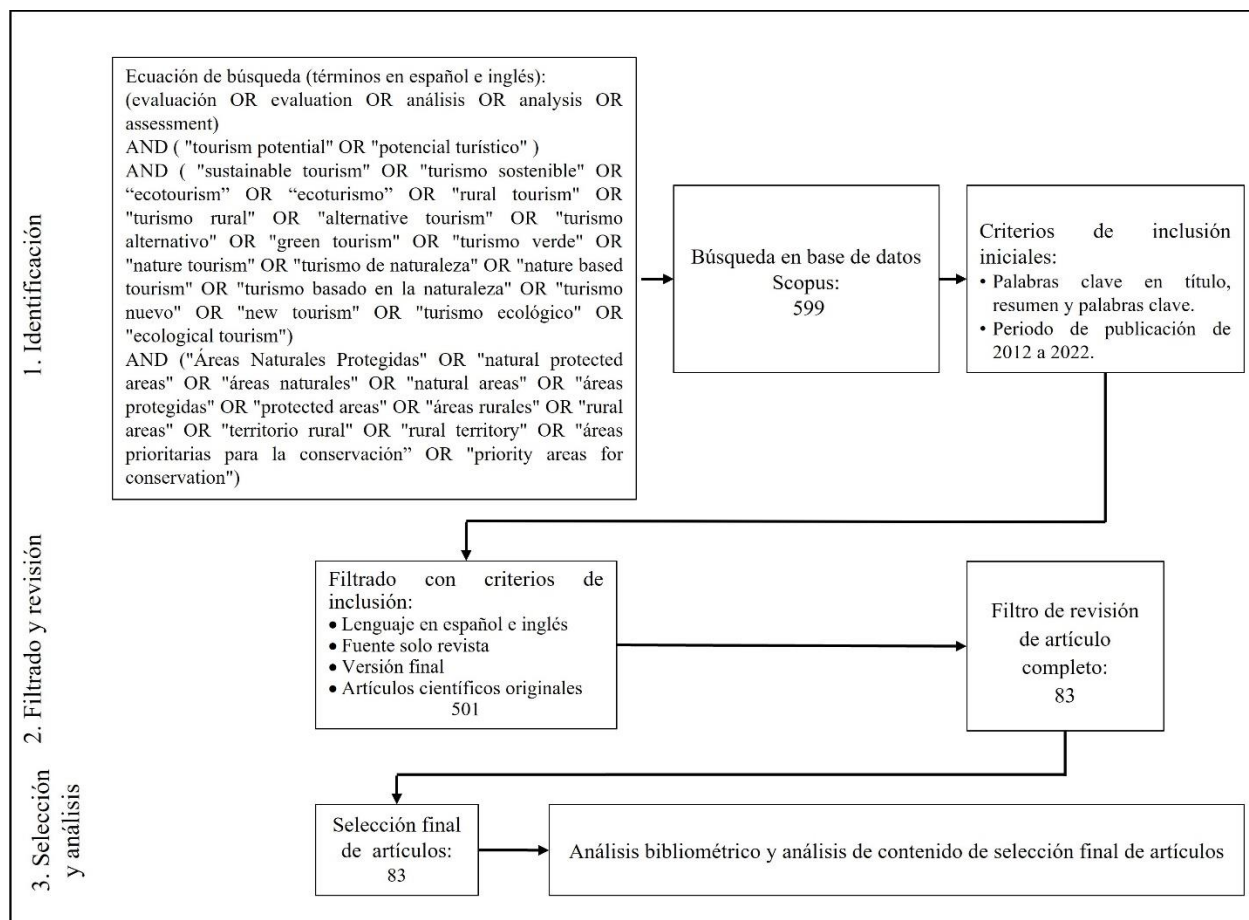 1. Identificación
Ecuación de búsqueda (términos en español e inglés):
(evaluación OR evaluation OR análisis OR analysis OR
assessment)
AND ( "tourism potential" OR "potencial turístico" )
AND ( "sustainable tourism" OR "turismo sostenible" OR
“ecotourism” OR “ecoturismo” OR "rural tourism" OR
"turismo rural" OR "alternative tourism" OR "turismo
alternativo" OR "green tourism" OR "turismo verde" OR
"nature tourism" OR "turismo de naturaleza" OR "nature based
tourism" OR "turismo basado en la naturaleza" OR "turismo
nuevo" OR "new tourism" OR "turismo ecológico" OR
"ecological tourism")
AND ("Áreas Naturales Protegidas" OR "natural protected
areas" OR "áreas naturales" OR "natural areas" OR "áreas
protegidas" OR "protected areas" OR "áreas rurales" OR "rural
areas" OR "territorio rural" OR "rural territory" OR "áreas
prioritarias para la conservación” OR "priority areas for
conservation")
Búsqueda en base de datos
Scopus:
599
Criterios de inclusión
iniciales:
• Palabras clave en título,
resumen y palabras clave.
• Periodo de publicación de
2012 a 2022.
2. Filtrado y revisión
Filtrado con criterios de
inclusión:
• Lenguaje en español e inglés
• Fuente solo revista
• Versión final
• Artículos científicos originales
501
Filtro de revisión
de artículo
completo:
83
3. Selección
y análisis
Selección final
de artículos:
83
Análisis bibliométrico y análisis de contenido de selección final de artículos